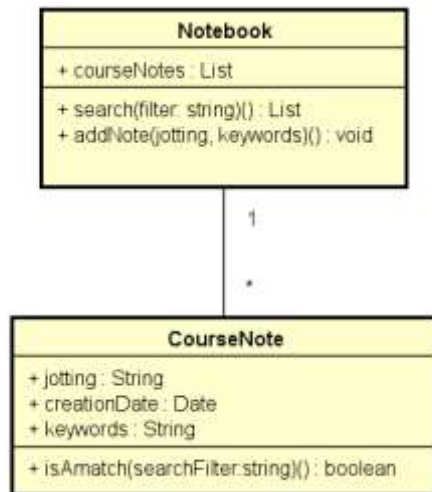 Notebook
+ courseNotes : List
+ search(filter: string)() : List
+ addNote(jotting, keywords)() : void
1
*
CourseNote
+ jotting : String
+ creationDate : Date
+ keywords : String
+ isAmatch(searchFilter:string)() : boolean